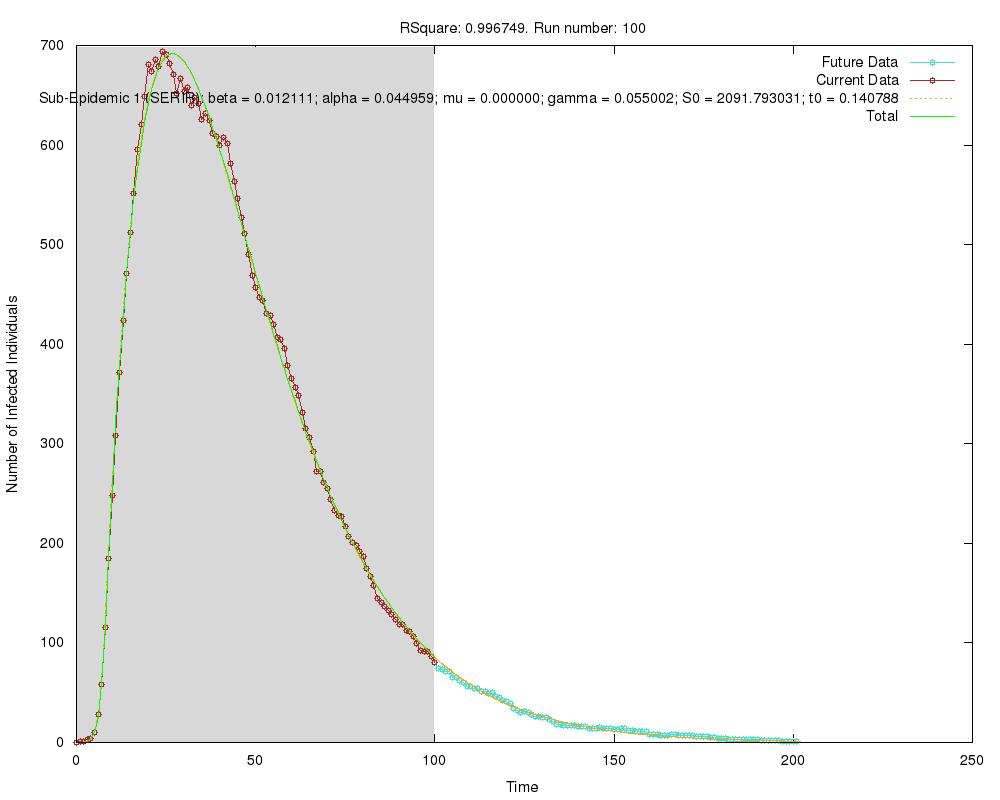 RSquare: 0.996749. Run number: 100
700
600
500
400
300
200
100
0
Number of Infected Individuals
Future Data
Current Data
Sub-Epidemic 1 (SEIR): beta = 0.012111; alpha = 0.044959; mu = 0.000000; gamma = 0.055002; S0 = 2091.793031; t0 = 0.140788
Total
0 50 100 150 200 250
Time